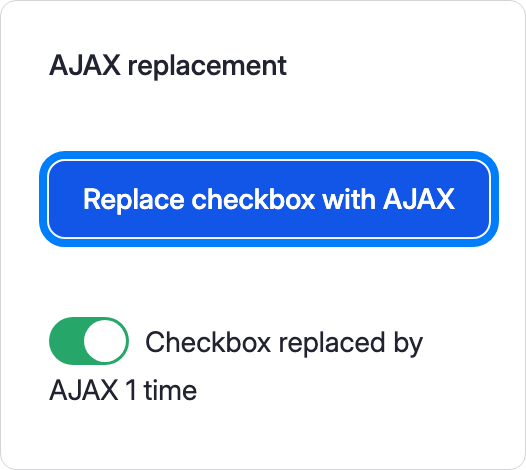 AJAX replacement
Replace checkbox with AJAX
Checkbox replaced by
AJAX 1 time